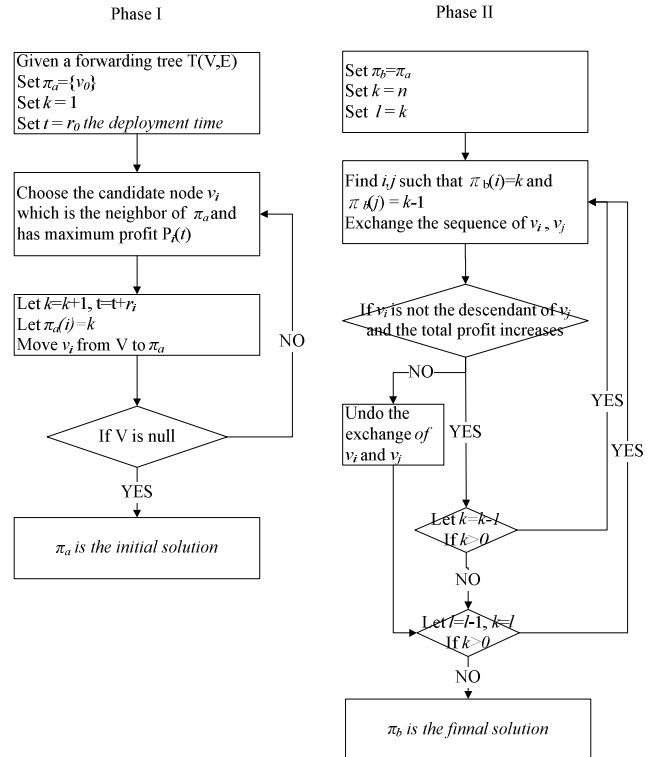 Phase I
Given a forwarding tree T(V,E)
Set πa={v0}
Set k = 1
Set t = r0 the deployment time
Choose the candidate node vi
which is the neighbor of πa and
has maximum profit Pi(t)
Let k=k+1, t=t+ri
Let πa(i)=k
Move vi from V to πa
NO
If V is null
YES
πa is the initial solution
Phase II
Set πb=πa
Set k = n
Set l = k
Find i,j such that πb(i)=k and
πb(j) = k-1
Exchange the sequence of vi , vj
If vi is not the descendant of vj
and the total profit increases
NO
YES
Undo the
exchange of
vi and vj
YES
YES
Let k=k-1
If k>0
NO
Let l=l-1, k=l
If k>0
NO
πb is the finnal solution